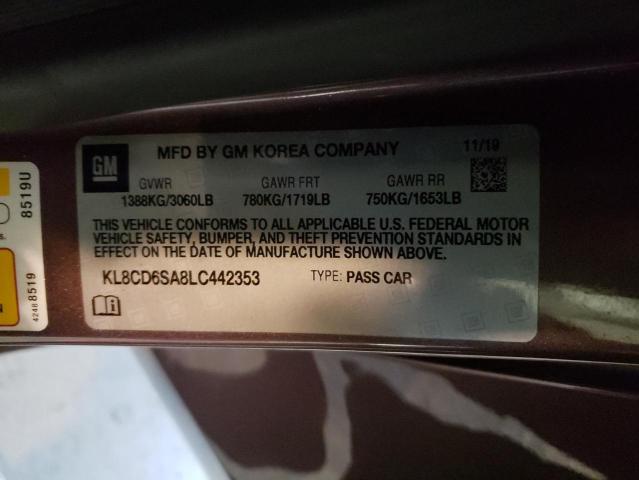 GM
MFD BY GM KOREA COMPANY
11/19
GVWR GAWR FRT GAWR RR
1388KG/3060LB 780KG/1719LB 750KG/1653LB
THIS VEHICLE CONFORMS TO ALL APPLICABLE U.S. FEDERAL MOTOR
VEHICLE SAFETY, BUMPER, AND THEFT PREVENTION STANDARDS IN
EFFECT ON THE DATE OF MANUFACTURE SHOWN ABOVE.
KL8CD6SA8LC442353 TYPE: PASS CAR
8519U
42488519